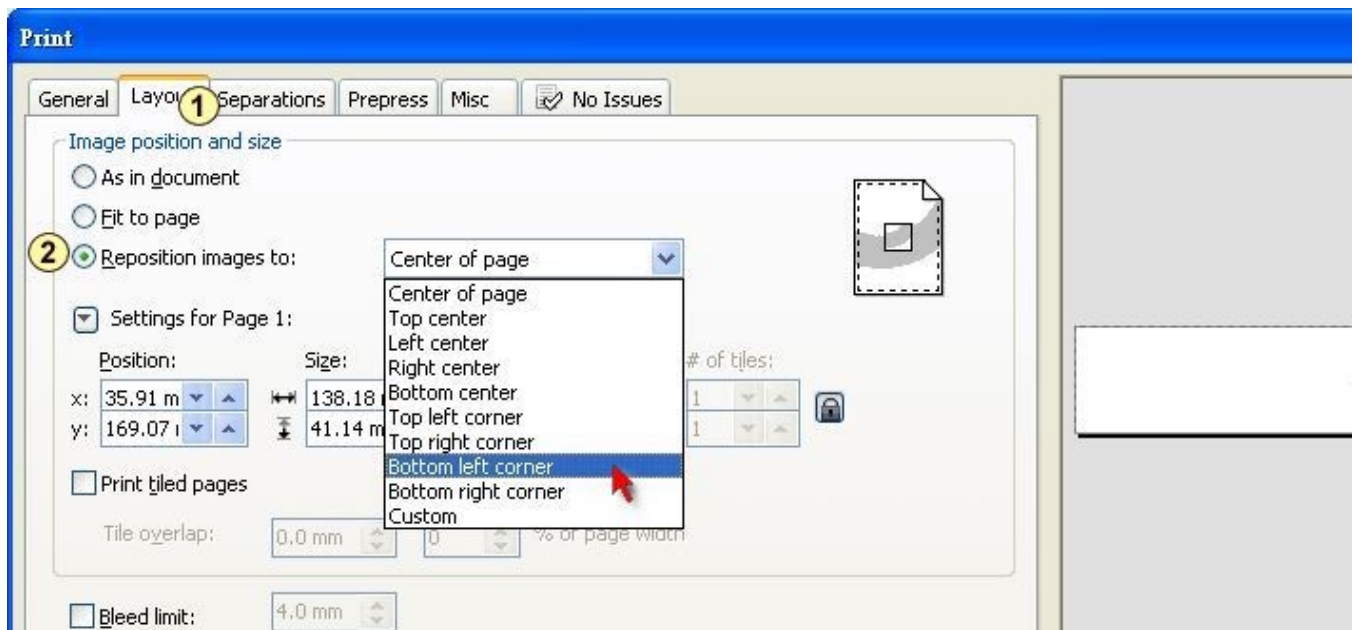 Print
General Layou 1 Separations Prepress Misc No Issues
Image position and size
As in document
Fit to page
2 Reposition images to: Center of page
Center of page
Top center
Left center
Right center
Bottom center
Top left corner
Top right corner
Bottom left corner
Bottom right corner
Custom
Settings for Page 1:
Position: Size: # of tiles:
x: 35.91 m 138.18 1
y: 169.07 41.14 m 1
Print tiled pages
Tile overlap: 0.0 mm 0 % of page width
Bleed limit: 4.0 mm